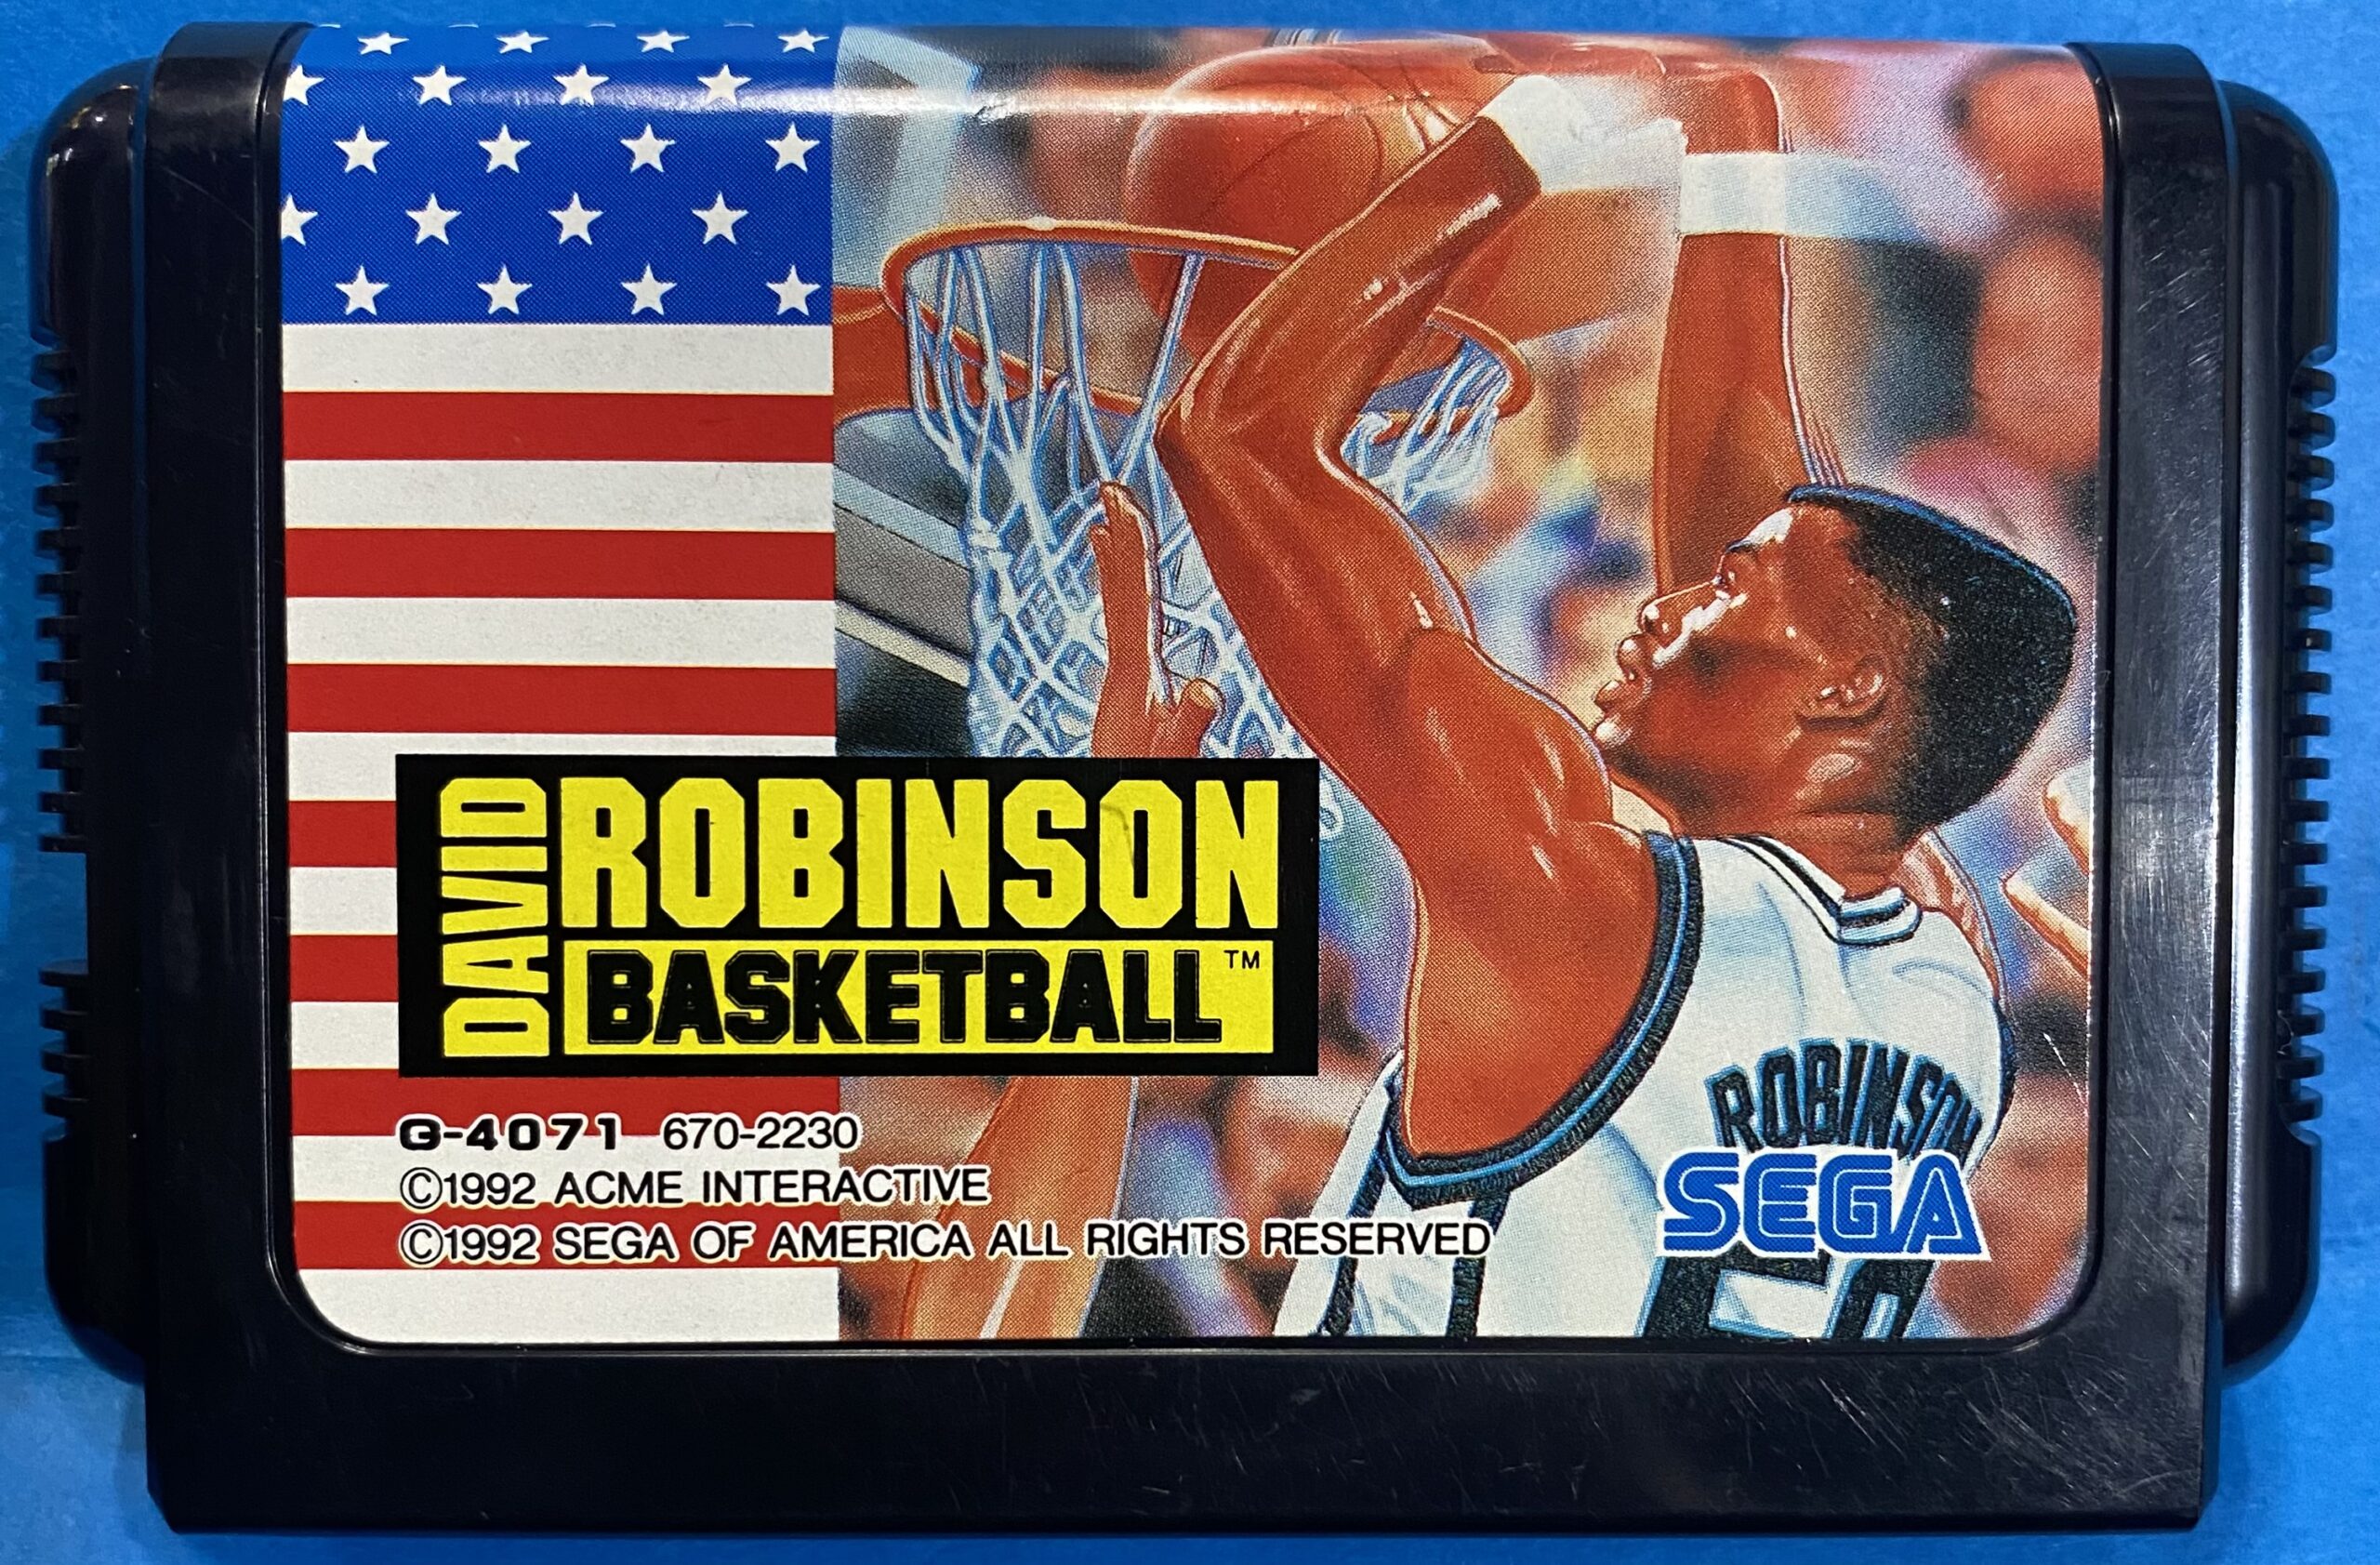 DAVID
ROBINSON
BASKETBALL™
G-4071 670-2230
©1992 ACME INTERACTIVE
©1992 SEGA OF AMERICA ALL RIGHTS RESERVED
ROBINSON
SEGA